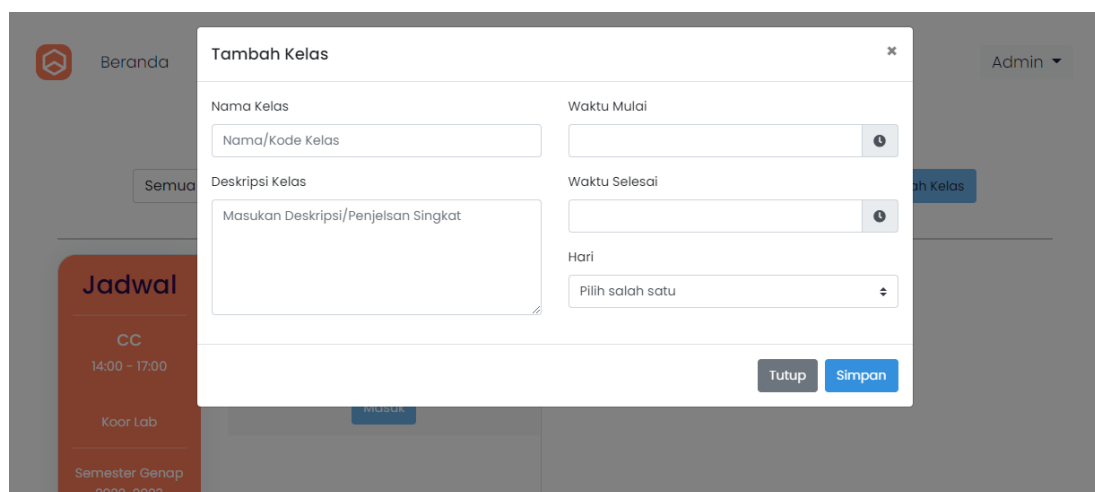 Beranda
Admin
Tambah Kelas
×
Nama Kelas
Nama/Kode Kelas
Deskripsi Kelas
Masukan Deskripsi/Penjelsan Singkat
Waktu Mulai
Waktu Selesai
Hari
Pilih salah satu
Tutup
Simpan
Semua
ah Kelas
Jadwal
CC
14:00 - 17:00
Koor Lab
Semester Genap
Masuk